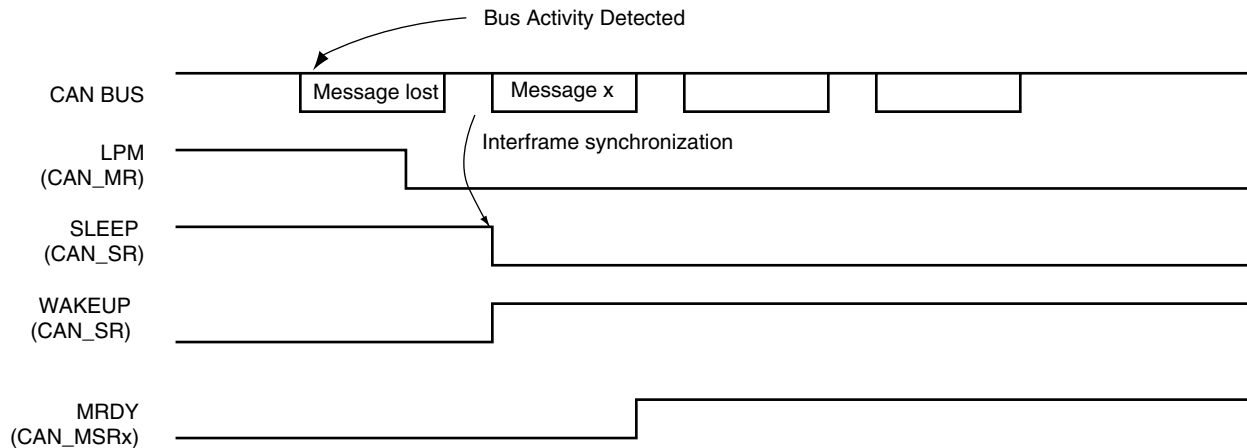 Bus Activity Detected
CAN BUS
Message lost
Message x
Interframe synchronization
LPM
(CAN_MR)
SLEEP
(CAN_SR)
WAKEUP
(CAN_SR)
MRDY
(CAN_MSRx)